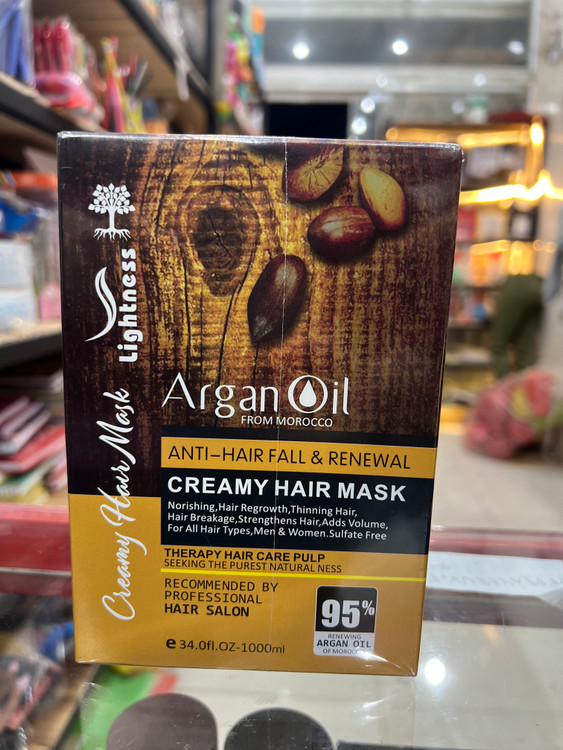 Lightness
Creamy Hair Mask
Argan Oil
FROM MOROCCO
ANTI-HAIR FALL & RENEWAL
CREAMY HAIR MASK
Norishing,Hair Regrowth,Thinning Hair,
Hair Breakage,Strengthens Hair,Adds Volume,
For All Hair Types,Men & Women.Sulfate Free
THERAPY HAIR CARE PULP
SEEKING THE PUREST NATURAL NESS
RECOMMENDED BY
PROFESSIONAL
HAIR SALON
e 34.0fl.OZ-1000ml
95%
RENEWING
ARGAN OIL
OF MOROCCO